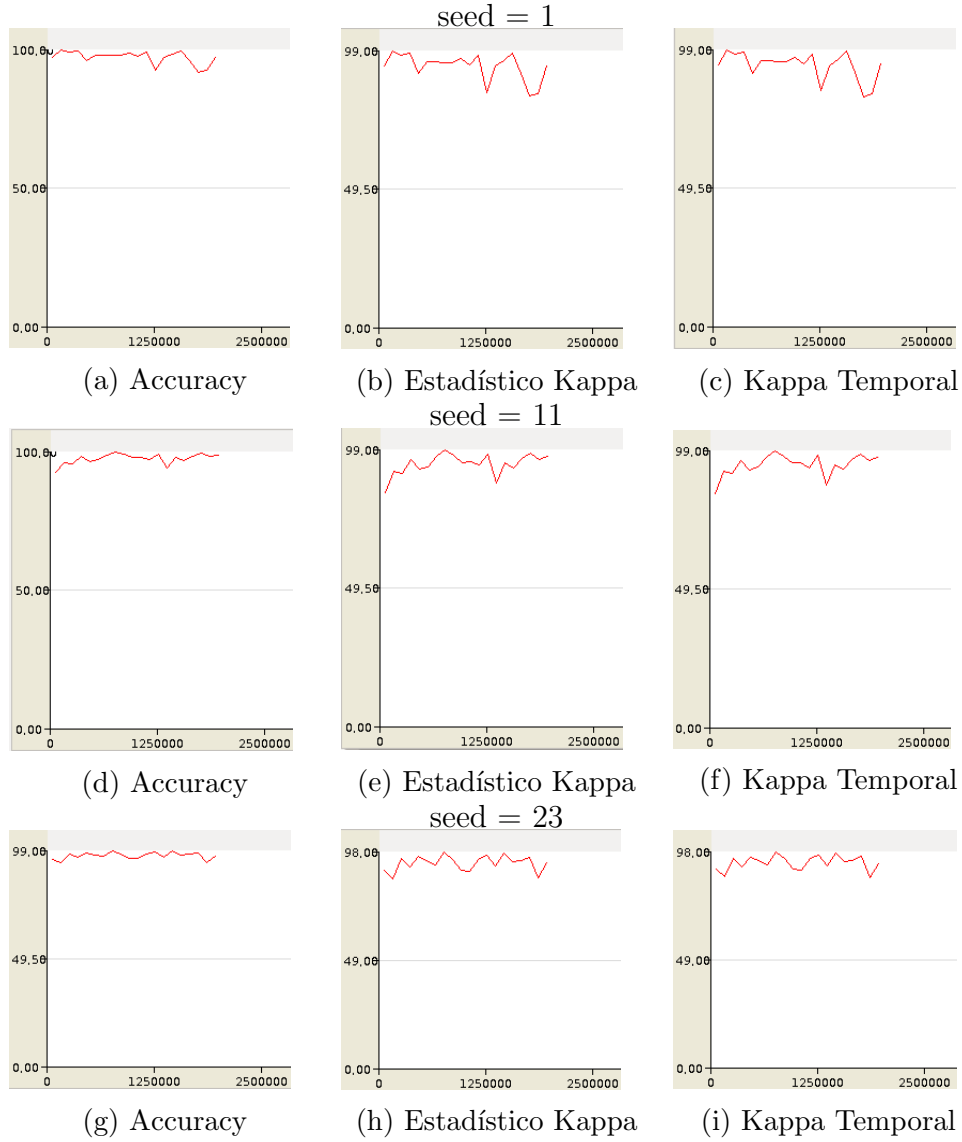 seed = 1
100,00
50,00
0,00
0 1250000 2500000
99,00
49,50
0,00
0 1250000 2500000
99,00
49,50
0,00
0 1250000 2500000
(a) Accuracy
(b) Estadístico Kappa
(c) Kappa Temporal
seed = 11
100,00
50,00
0,00
0 1250000 2500000
99,00
49,50
0,00
0 1250000 2500000
99,00
49,50
0,00
0 1250000 2500000
(d) Accuracy
(e) Estadístico Kappa
(f) Kappa Temporal
seed = 23
99,00
49,50
0,00
0 1250000 2500000
98,00
49,00
0,00
0 1250000 2500000
98,00
49,00
0,00
0 1250000 2500000
(g) Accuracy
(h) Estadístico Kappa
(i) Kappa Temporal